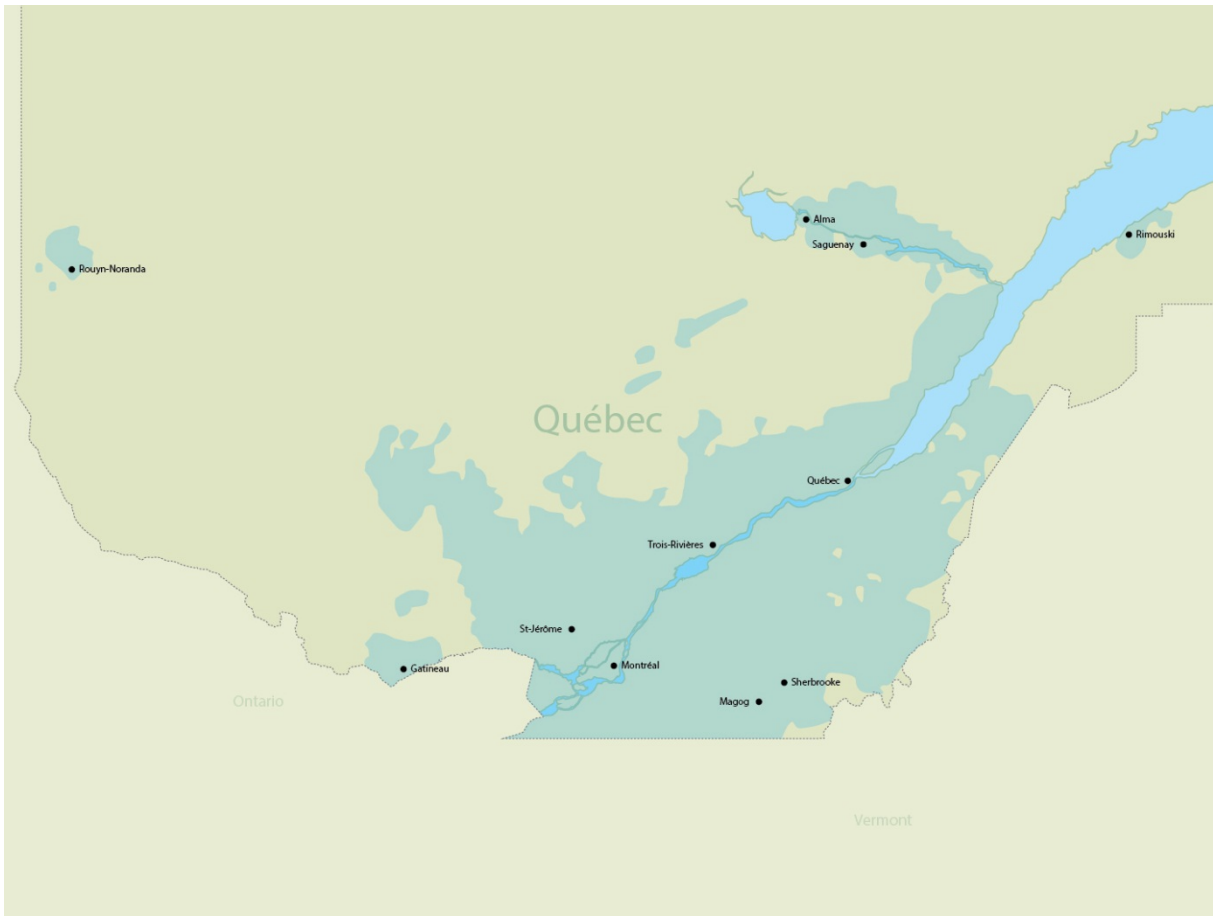 Alma
Rimouski
Saguenay
Rouyn-Noranda
Québec
Québec
Trois-Rivières
St-Jérôme
Montréal
Gatineau
Sherbrooke
Ontario
Magog
Vermont